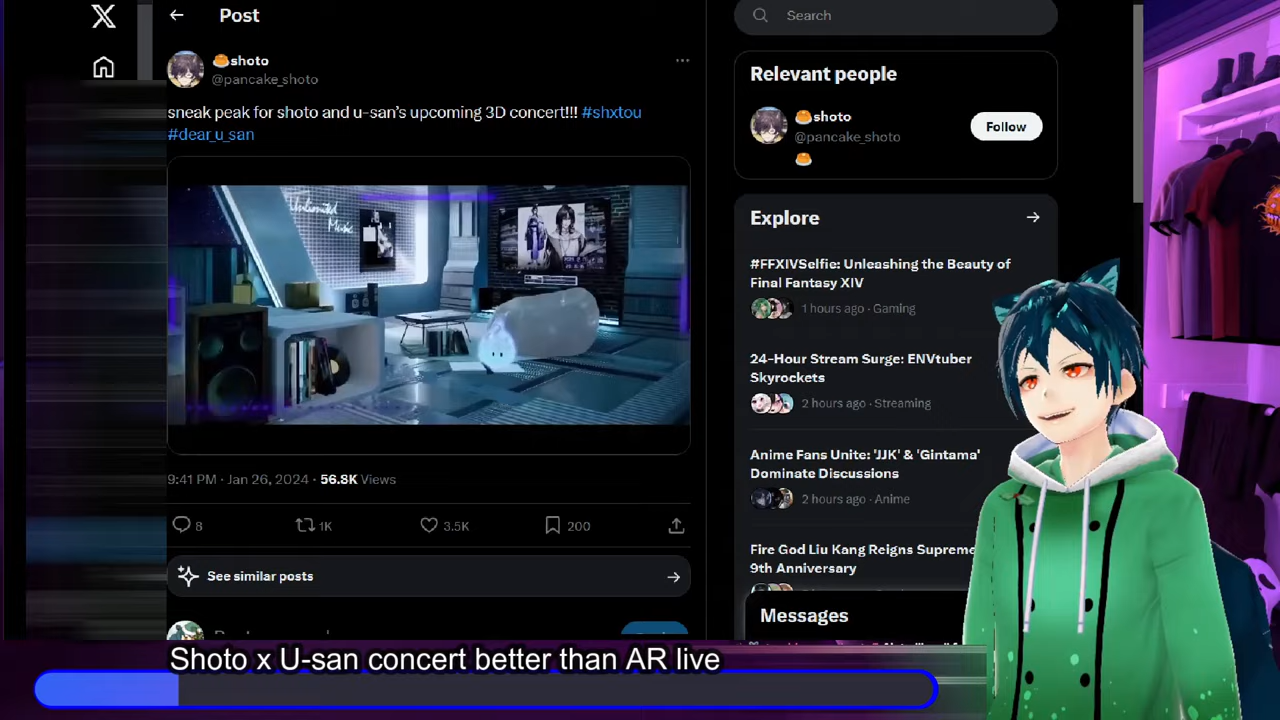 Post
shoto
@pancake_shoto
sneak peak for shoto and u-san's upcoming 3D concert!!! #shxtou
#dear_u_san
Unlimited
Music
9:41 PM · Jan 26, 2024 · 56.8K Views
8
1K
3.5K
200
See similar posts
Search
Relevant people
shoto
@pancake_shoto
Follow
Explore
#FFXIVSelfie: Unleashing the Beauty of
Final Fantasy XIV
1 hours ago · Gaming
24-Hour Stream Surge: ENVtuber
Skyrockets
2 hours ago · Streaming
Anime Fans Unite: 'JJK' & 'Gintama'
Dominate Discussions
2 hours ago · Anime
Fire God Liu Kang Reigns Supreme
9th Anniversary
Messages
Shoto x U-san concert better than AR live